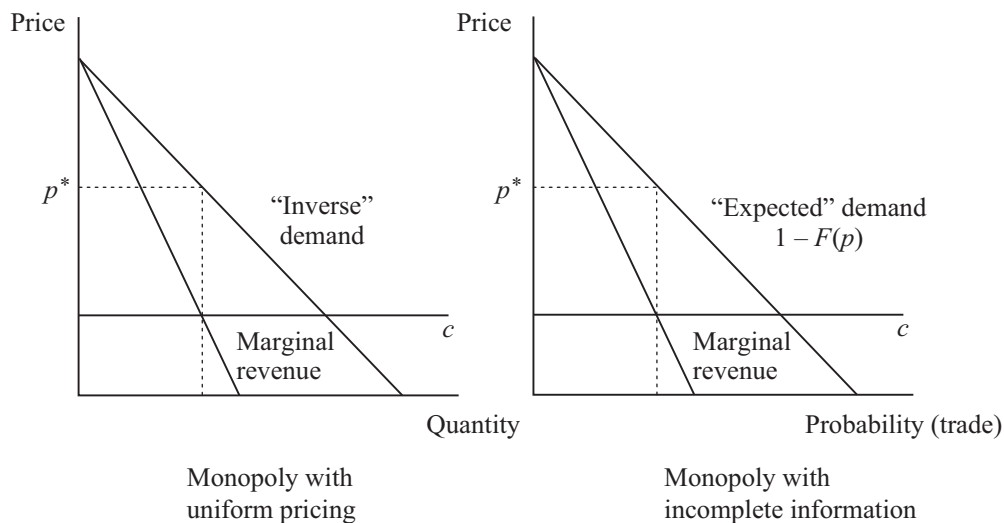 Price
p*
“Inverse”
demand
c
Marginal
revenue
Quantity
Monopoly with
uniform pricing
Price
p*
“Expected” demand
1 – F(p)
c
Marginal
revenue
Probability (trade)
Monopoly with
incomplete information